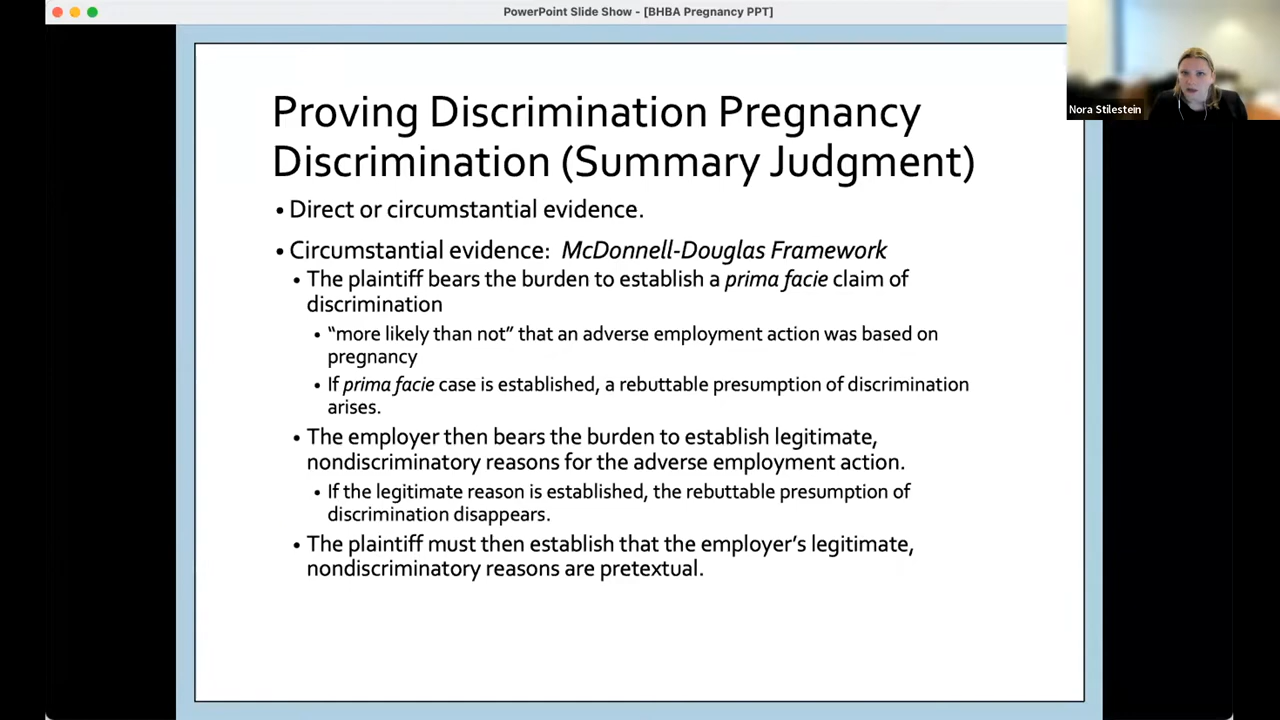 PowerPoint Slide Show - [BHBA Pregnancy PPT]
Nora Stilestein
Proving Discrimination Pregnancy
Discrimination (Summary Judgment)
• Direct or circumstantial evidence.
• Circumstantial evidence: McDonnell-Douglas Framework
• The plaintiff bears the burden to establish a prima facie claim of
discrimination
• “more likely than not” that an adverse employment action was based on
pregnancy
• If prima facie case is established, a rebuttable presumption of discrimination
arises.
• The employer then bears the burden to establish legitimate,
nondiscriminatory reasons for the adverse employment action.
• If the legitimate reason is established, the rebuttable presumption of
discrimination disappears.
• The plaintiff must then establish that the employer’s legitimate,
nondiscriminatory reasons are pretextual.